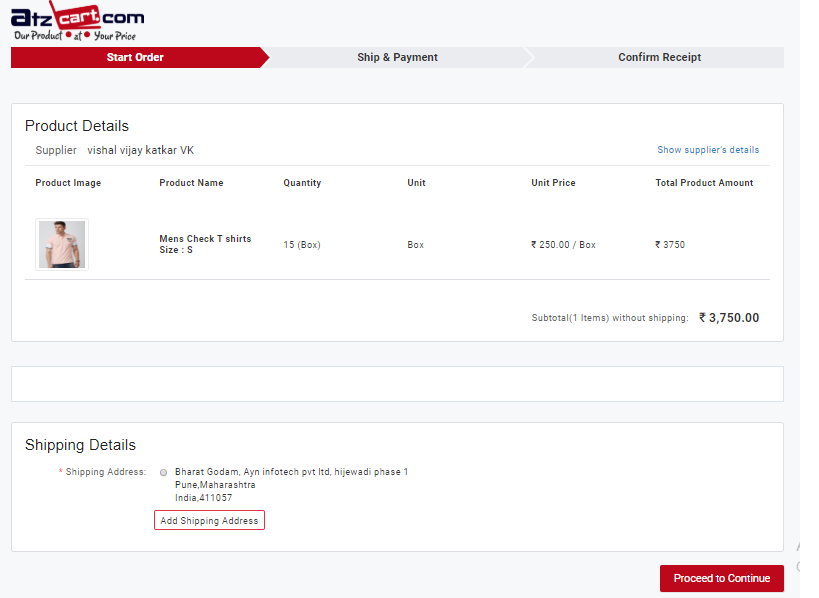 atzcart.com
Our Product at Your Price
Start Order
Ship & Payment
Confirm Receipt
Product Details
Supplier vishal vijay katkar VK
Show supplier's details
Product Image Product Name Quantity Unit Unit Price Total Product Amount
Mens Check T shirts
Size : S
15 (Box)
Box
₹ 250.00 / Box
₹ 3750
Subtotal(1 Items) without shipping: ₹ 3,750.00
Shipping Details
* Shipping Address: Bharat Godam, Ayn infotech pvt ltd, hijewadi phase 1
Pune,Maharashtra
India,411057
Add Shipping Address
Proceed to Continue